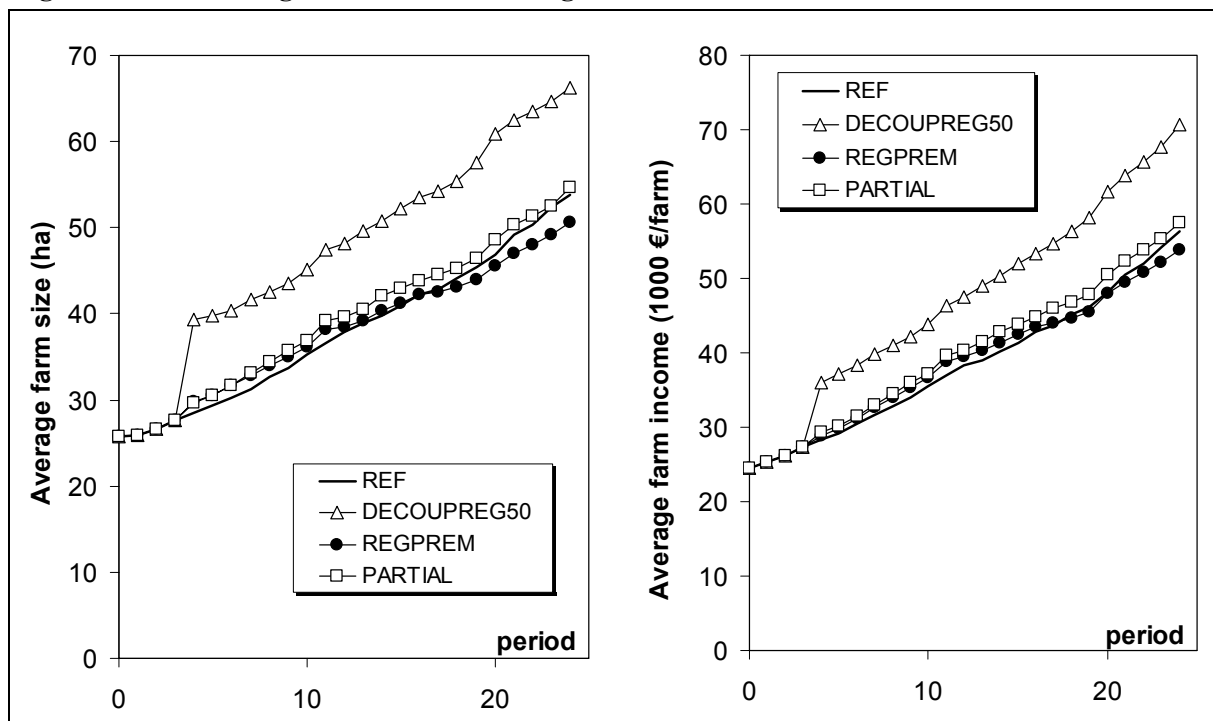 70
60
50
40
30
20
10
0
Average farm size (ha)
REF
DECOUPREG50
REGPREM
PARTIAL
period
0 10 20
80
70
60
50
40
30
20
10
0
Average farm income (1000 €/farm)
REF
DECOUPREG50
REGPREM
PARTIAL
period
0 10 20